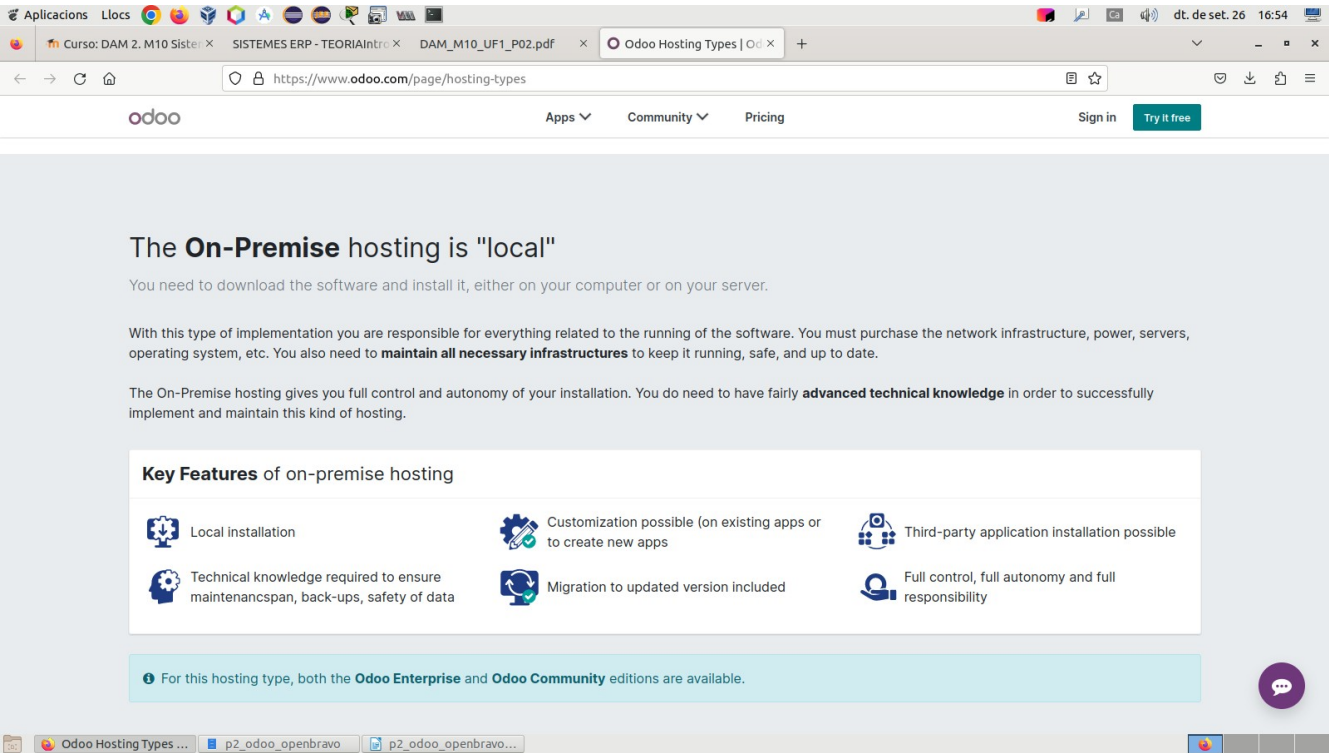 Aplicacions Llocs Ca dt. de set. 26 16:54
Curso: DAM 2. M10 Sister SISTEMES ERP - TEORIAIntro DAM_M10_UF1_P02.pdf Odoo Hosting Types | Od
https://www.odoo.com/page/hosting-types
odoo Apps Community Pricing Sign in Try it free
The On-Premise hosting is "local"
You need to download the software and install it, either on your computer or on your server.
With this type of implementation you are responsible for everything related to the running of the software. You must purchase the network infrastructure, power, servers,
operating system, etc. You also need to maintain all necessary infrastructures to keep it running, safe, and up to date.
The On-Premise hosting gives you full control and autonomy of your installation. You do need to have fairly advanced technical knowledge in order to successfully
implement and maintain this kind of hosting.
Key Features of on-premise hosting
Local installation
Customization possible (on existing apps or
to create new apps
Third-party application installation possible
Technical knowledge required to ensure
maintenancspan, back-ups, safety of data
Migration to updated version included
Full control, full autonomy and full
responsibility
For this hosting type, both the Odoo Enterprise and Odoo Community editions are available.
Odoo Hosting Types ... p2_odoo_openbravo p2_odoo_openbravo...